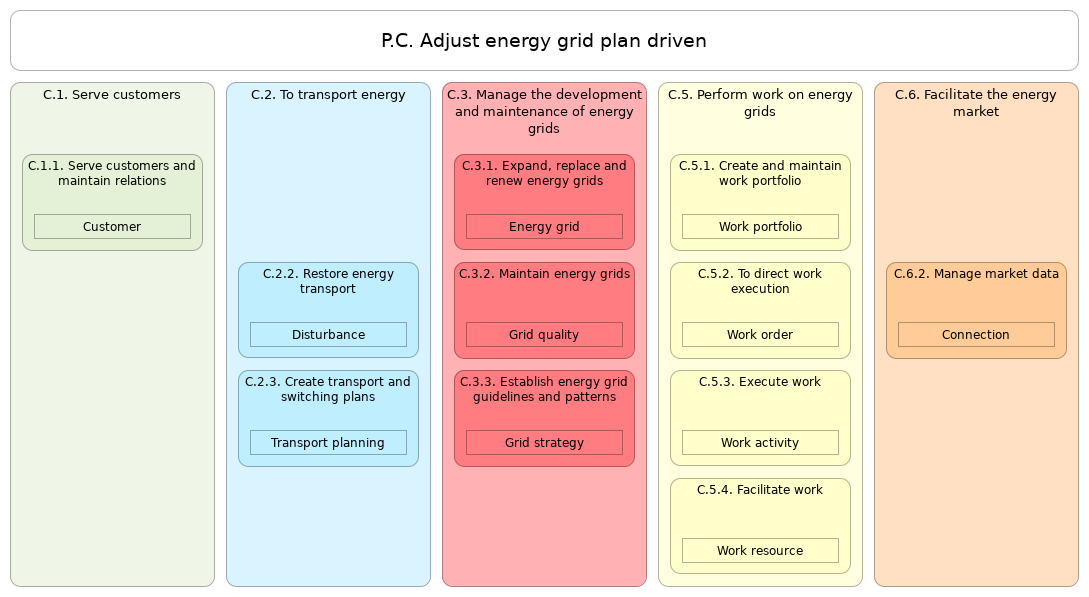 P.C. Adjust energy grid plan driven
C.1. Serve customers
C.1.1. Serve customers and
maintain relations
Customer
C.2. To transport energy
C.2.2. Restore energy
transport
Disturbance
C.2.3. Create transport and
switching plans
Transport planning
C.3. Manage the development
and maintenance of energy
grids
C.3.1. Expand, replace and
renew energy grids
Energy grid
C.3.2. Maintain energy grids
Grid quality
C.3.3. Establish energy grid
guidelines and patterns
Grid strategy
C.5. Perform work on energy
grids
C.5.1. Create and maintain
work portfolio
Work portfolio
C.5.2. To direct work
execution
Work order
C.5.3. Execute work
Work activity
C.5.4. Facilitate work
Work resource
C.6. Facilitate the energy
market
C.6.2. Manage market data
Connection